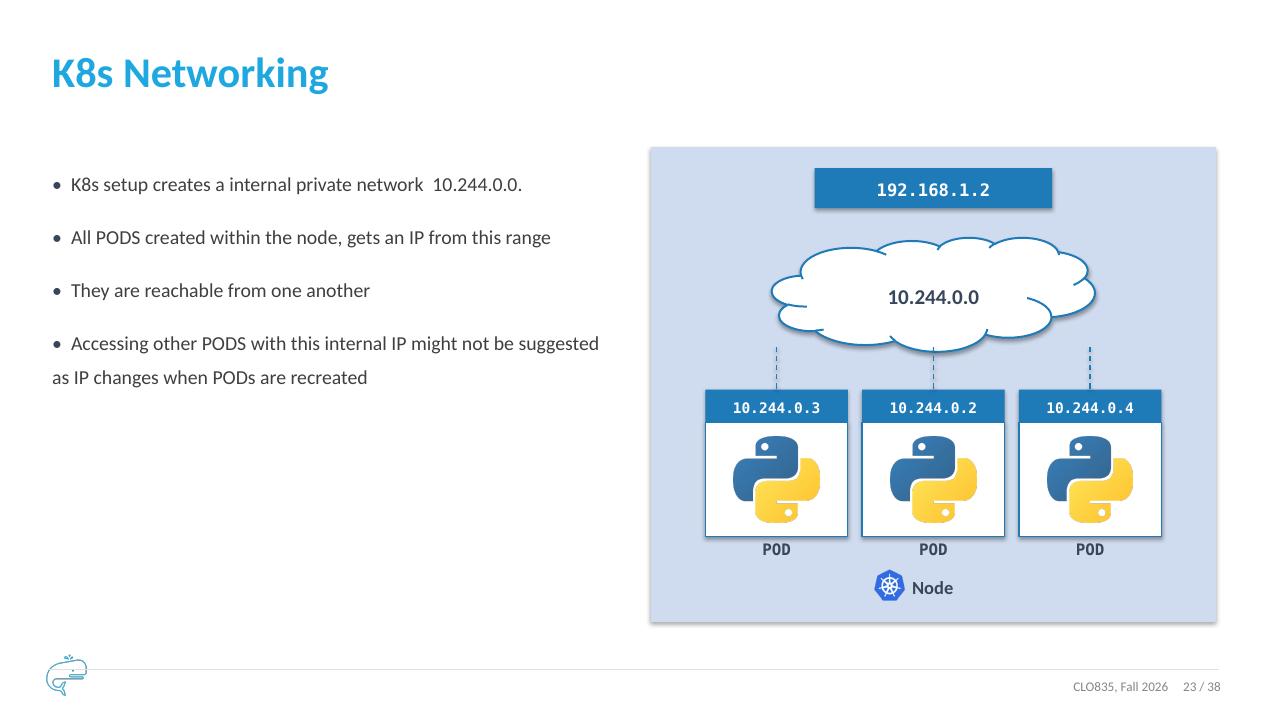 K8s Networking
• K8s setup creates a internal private network  10.244.0.0.
• All PODS created within the node, gets an IP from this range
• They are reachable from one another
• Accessing other PODS with this internal IP might not be suggested
as IP changes when PODs are recreated
192.168.1.2
10.244.0.0
10.244.0.3
10.244.0.2
10.244.0.4
POD
POD
POD
Node
CLO835, Fall 2026 23 / 38